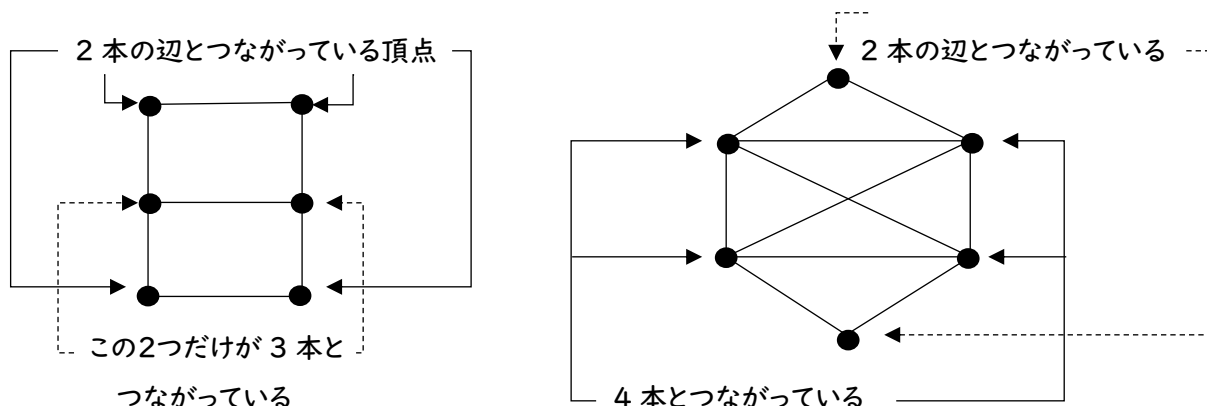 2 本の辺とつながっている頂点
この2つだけが 3 本と
つながっている
2 本の辺とつながっている
4 本とつながっている